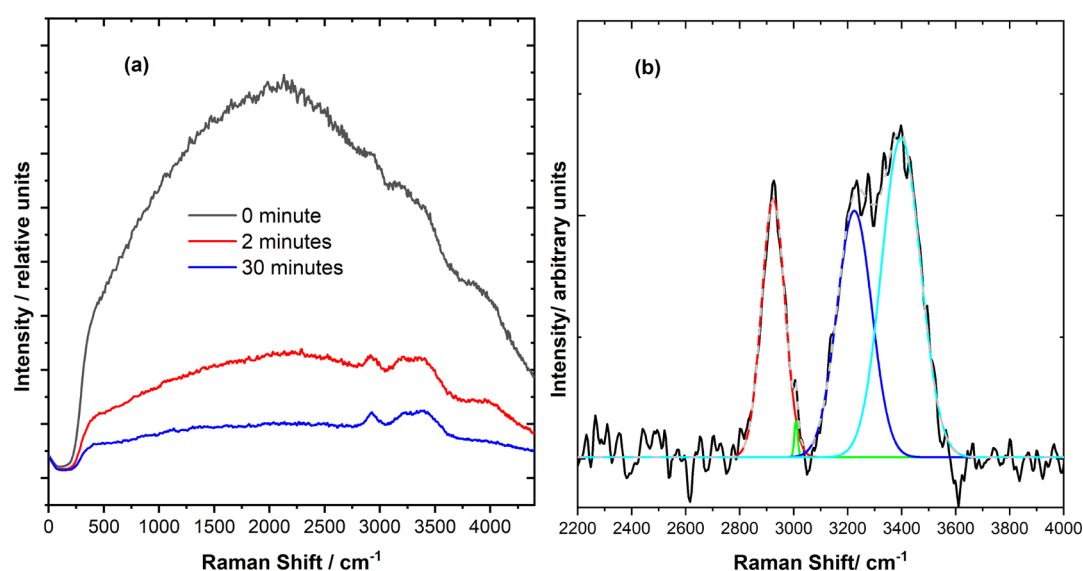 (a)
Intensity / relative units
0 minute
2 minutes
30 minutes
0 500 1000 1500 2000 2500 3000 3500 4000
Raman Shift / cm-1
(b)
Intensity/ arbitrary units
2200 2400 2600 2800 3000 3200 3400 3600 3800 4000
Raman Shift/ cm-1